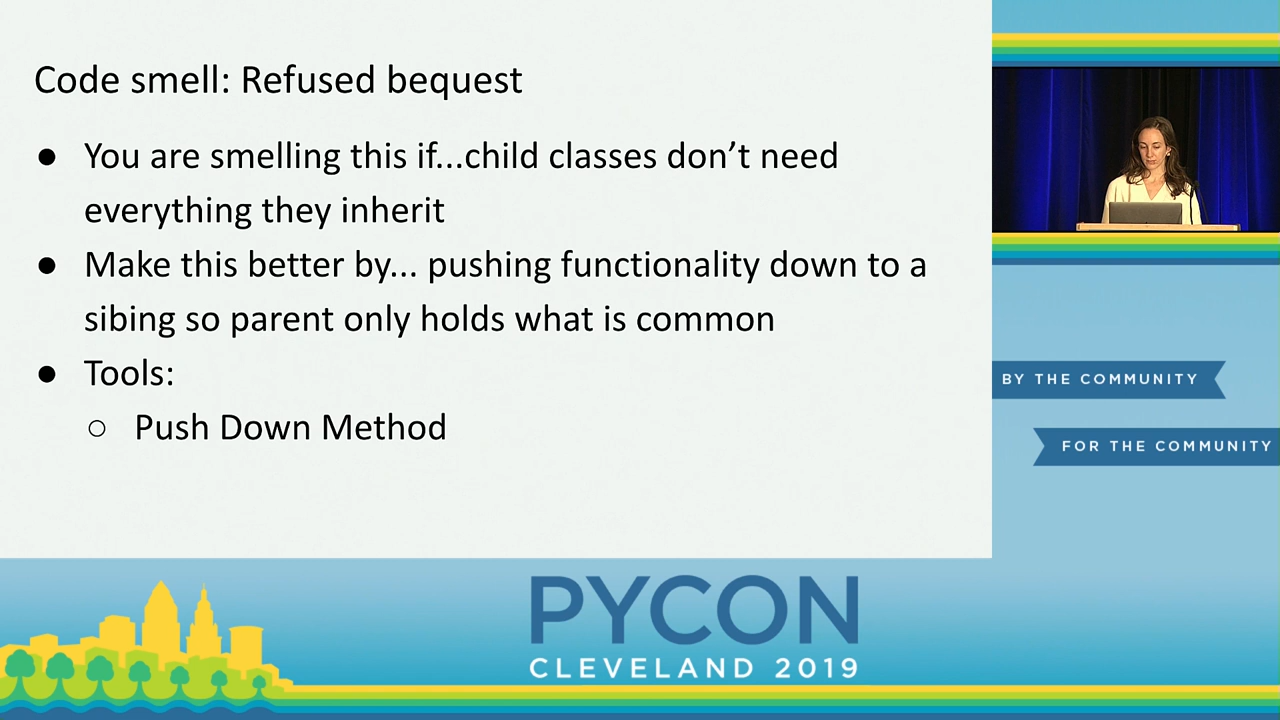 Code smell: Refused bequest
● You are smelling this if...child classes don’t need
everything they inherit
● Make this better by... pushing functionality down to a
sibing so parent only holds what is common
● Tools:
○ Push Down Method
BY THE COMMUNITY
FOR THE COMMUNITY
PYCON
CLEVELAND 2019